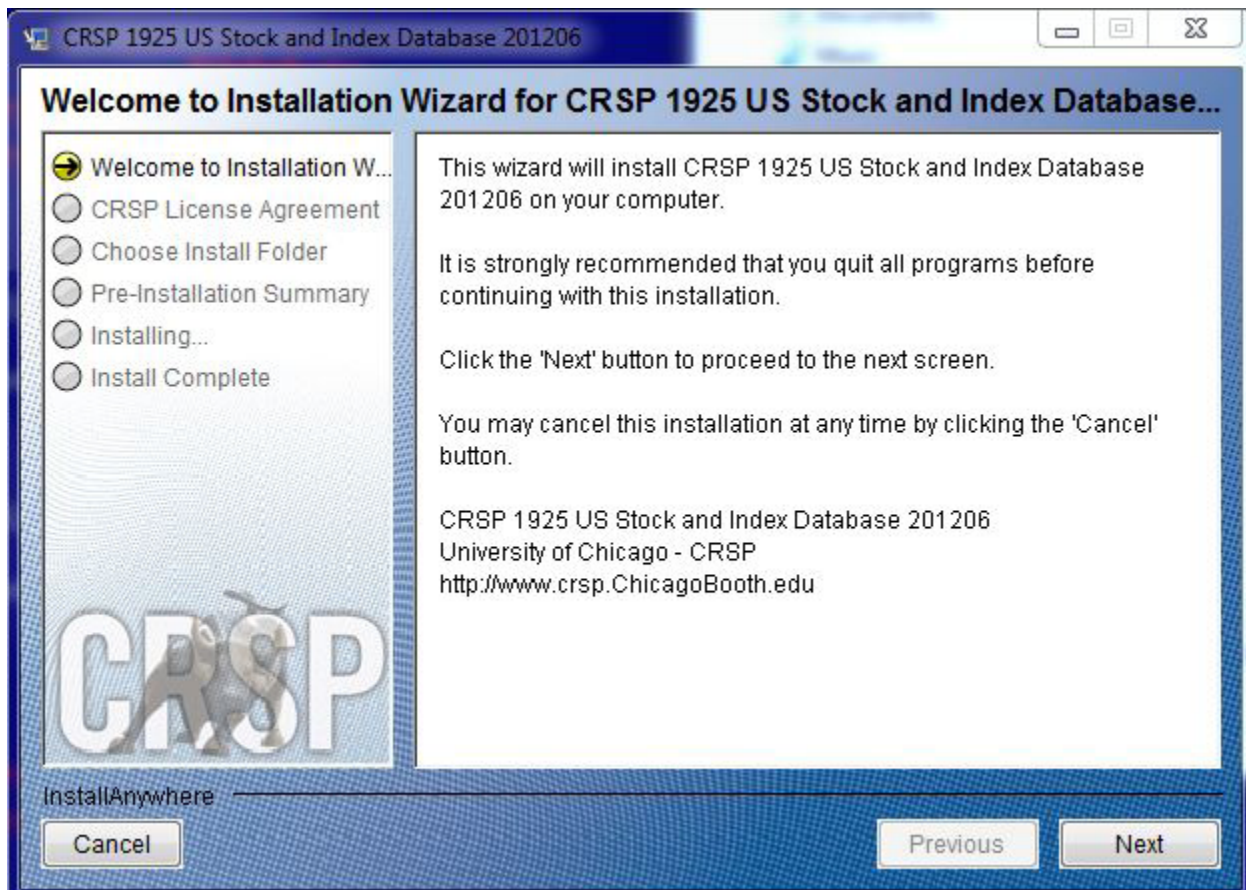 CRSP 1925 US Stock and Index Database 201206
Welcome to Installation Wizard for CRSP 1925 US Stock and Index Database...
Welcome to Installation W...
CRSP License Agreement
Choose Install Folder
Pre-Installation Summary
Installing...
Install Complete
CRSP
This wizard will install CRSP 1925 US Stock and Index Database
201206 on your computer.
It is strongly recommended that you quit all programs before
continuing with this installation.
Click the 'Next' button to proceed to the next screen.
You may cancel this installation at any time by clicking the 'Cancel'
button.
CRSP 1925 US Stock and Index Database 201206
University of Chicago - CRSP
http://www.crsp.ChicagoBooth.edu
InstallAnywhere
Cancel
Previous
Next